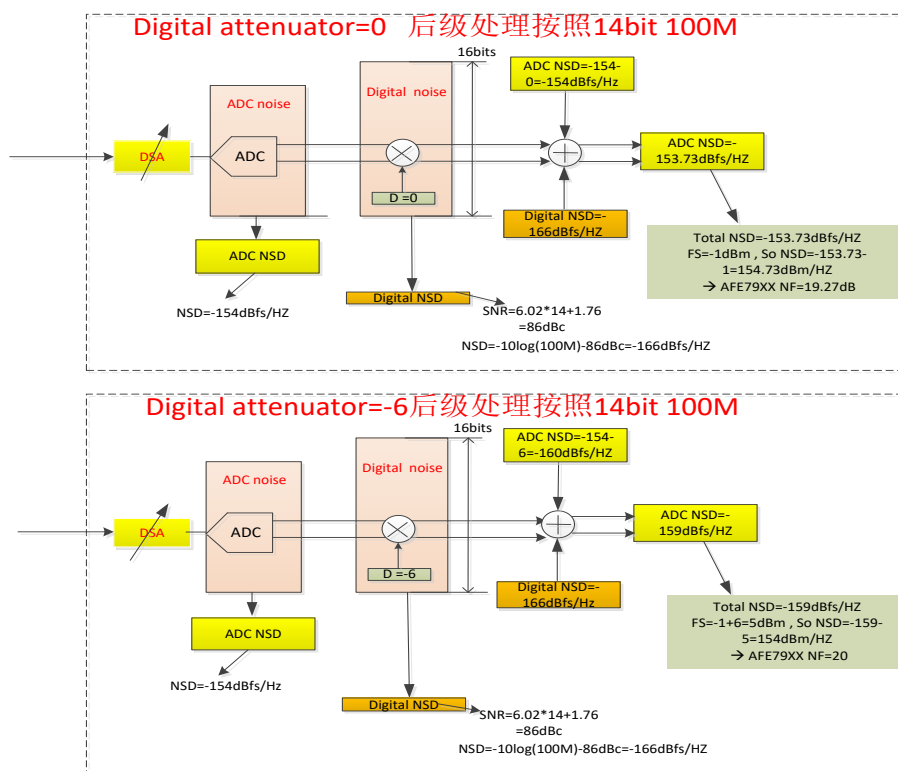 Digital attenuator=0 后级处理按照14bit 100M
16bits
ADC NSD=-154-
0=-154dBfs/Hz
ADC noise
Digital noise
DSA
ADC
D =0
ADC NSD=-
153.73dBfs/HZ
Digital NSD=-
166dBfs/HZ
ADC NSD
Total NSD=-153.73dBfs/HZ
FS=-1dBm , So NSD=-153.73-
1=154.73dBm/HZ
→ AFE79XX NF=19.27dB
NSD=-154dBfs/HZ
Digital NSD
SNR=6.02*14+1.76
=86dBc
NSD=-10log(100M)-86dBc=-166dBfs/HZ
Digital attenuator=-6后级处理按照14bit 100M
16bits
ADC NSD=-154-
6=-160dBfs/HZ
ADC noise
Digital noise
DSA
ADC
D =-6
ADC NSD=-
159dBfs/HZ
Digital NSD=-
166dBfs/Hz
ADC NSD
Total NSD=-159dBfs/HZ
FS=-1+6=5dBm , So NSD=-159-
5=154dBm/HZ
→ AFE79XX NF=20
NSD=-154dBfs/Hz
Digital NSD
SNR=6.02*14+1.76
=86dBc
NSD=-10log(100M)-86dBc=-166dBfs/HZ